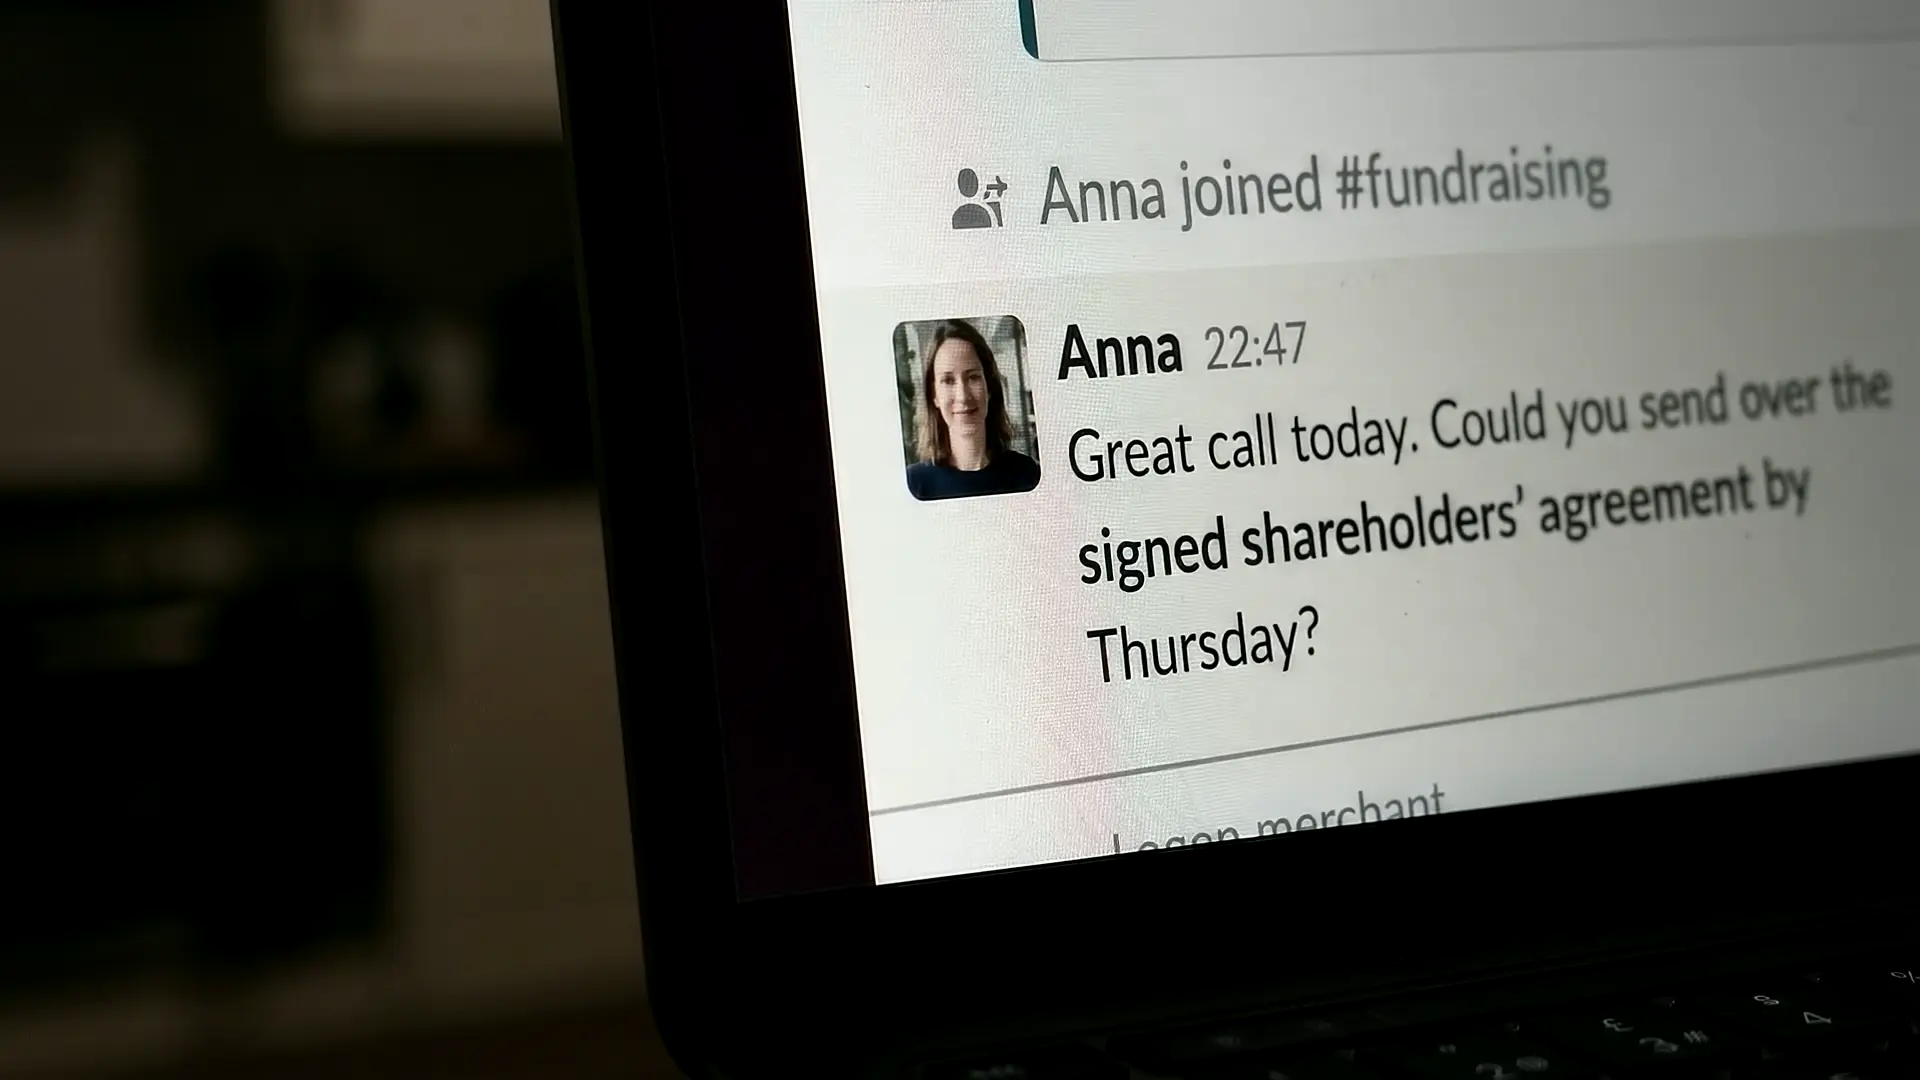 Anna joined #fundraising
Anna 22:47
Great call today. Could you send over the
signed shareholders’ agreement by
Thursday?
merchant